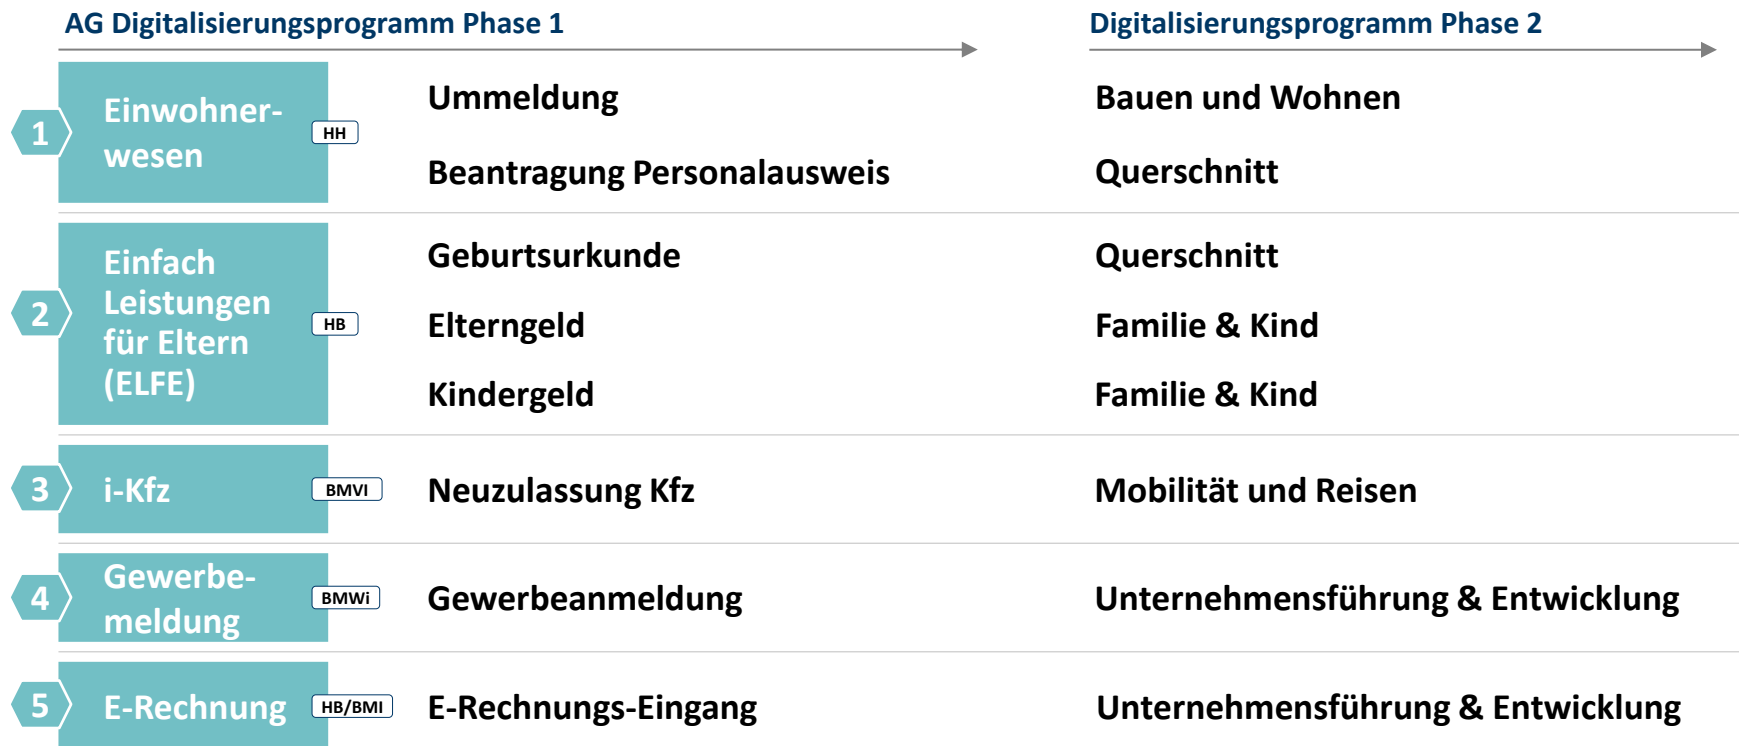 AG Digitalisierungsprogramm Phase 1
Digitalisierungsprogramm Phase 2
1
Einwohner-
wesen
HH
Ummeldung
Bauen und Wohnen
Beantragung Personalausweis
Querschnitt
2
Einfach
Leistungen
für Eltern
(ELFE)
HB
Geburtsurkunde
Querschnitt
Elterngeld
Familie & Kind
Kindergeld
Familie & Kind
3
i-Kfz
BMVI
Neuzulassung Kfz
Mobilität und Reisen
4
Gewerbe-
meldung
BMWi
Gewerbeanmeldung
Unternehmensführung & Entwicklung
5
E-Rechnung
HB/BMI
E-Rechnungs-Eingang
Unternehmensführung & Entwicklung